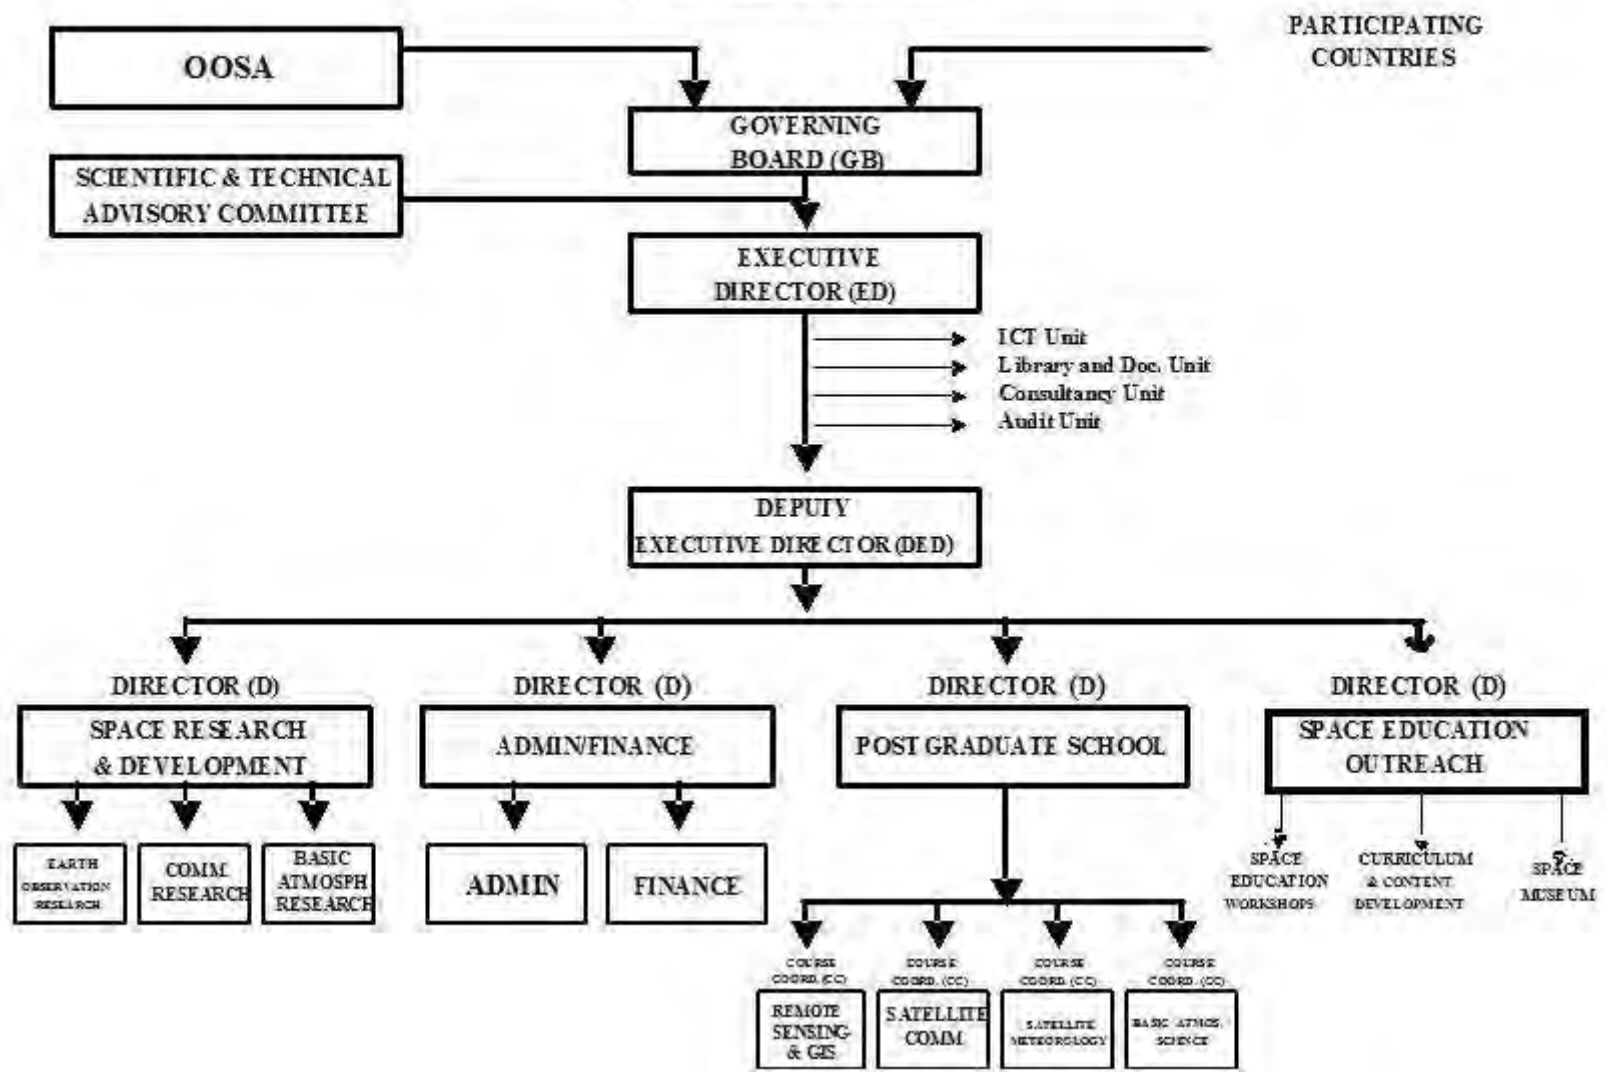 PARTICIPATING
COUNTRIES
OOSA
GOVERNING
BOARD (GB)
SCIENTIFIC & TECHNICAL
ADVISORY COMMITTEE
EXECUTIVE
DIRECTOR (ED)
ICT Unit
Library and Doc. Unit
Consultancy Unit
Audit Unit
DEPUTY
EXECUTIVE DIRECTOR (DED)
DIRECTOR (D)
SPACE RESEARCH
& DEVELOPMENT
EARTH
OBSERVATION
RESEARCH
COMM.
RESEARCH
BASIC
ATMOSPH
RESEARCH
DIRECTOR (D)
ADMIN/FINANCE
ADMIN
FINANCE
DIRECTOR (D)
POST GRADUATE SCHOOL
COURSE
COORD. (CC)
REMOTE
SENSING
& GIS
COURSE
COORD. (CC)
SATELLITE
COMM.
COURSE
COORD. (CC)
SATELLITE
METEOROLOGY
COURSE
COORD. (CC)
BASIC ATMOS.
SCIENCE
DIRECTOR (D)
SPACE EDUCATION
OUTREACH
SPACE
EDUCATION
WORKSHOPS
CURRICULUM
& CONTENT
DEVELOPMENT
SPACE
MUSEUM